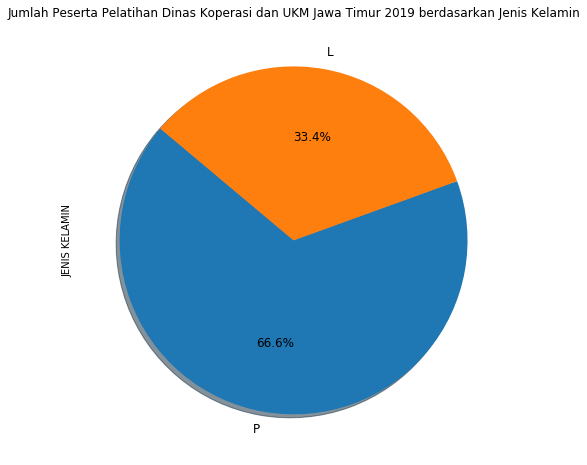 Jumlah Peserta Pelatihan Dinas Koperasi dan UKM Jawa Timur 2019 berdasarkan Jenis Kelamin
L
33.4%
JENIS KELAMIN
66.6%
P